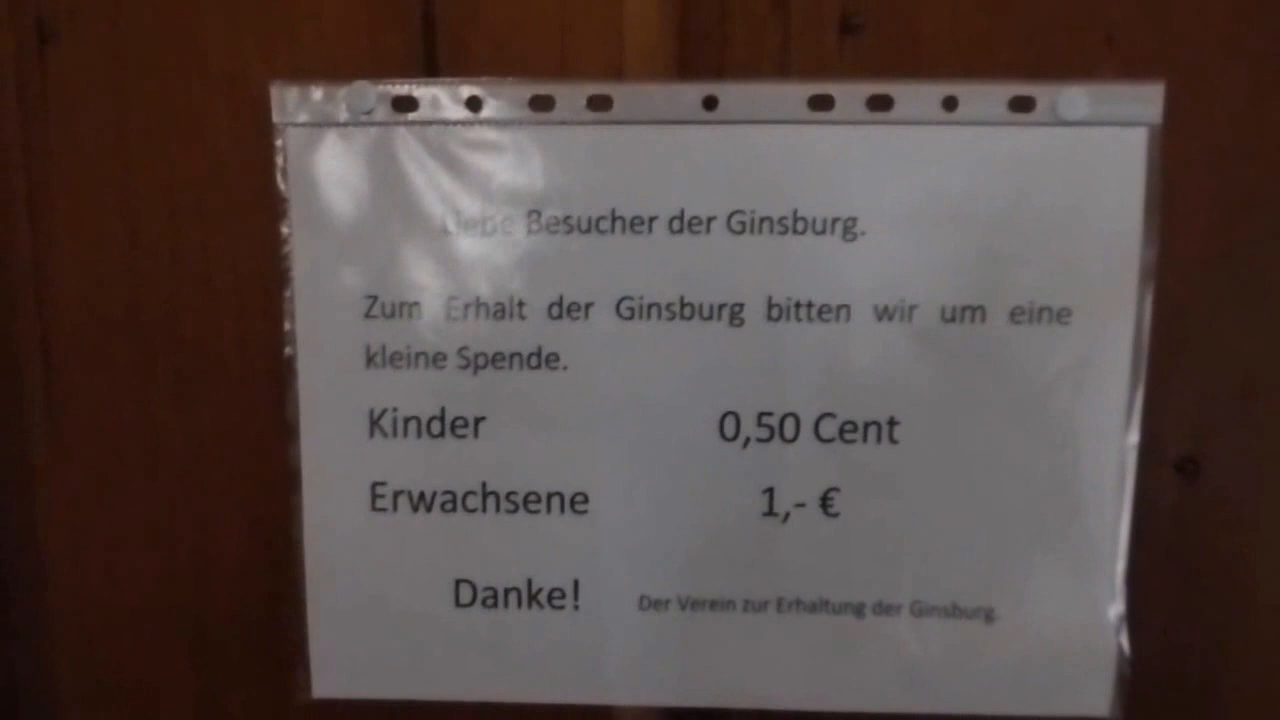 Liebe Besucher der Ginsburg.
Zum Erhalt der Ginsburg bitten wir um eine
kleine Spende.
Kinder 0,50 Cent
Erwachsene 1,- €
Danke! Der Verein zur Erhaltung der Ginsburg.